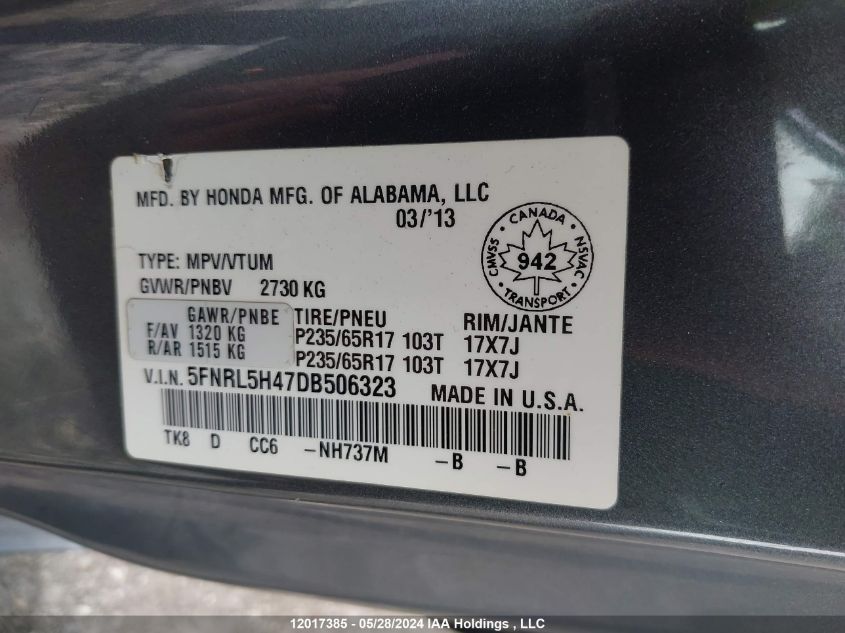 MFD. BY HONDA MFG. OF ALABAMA, LLC
03/'13
CANADA
CMVSS
942
NSVAC
TRANSPORT
TYPE: MPV/VTUM
GVWR/PNBV 2730 KG
GAWR/PNBE TIRE/PNEU RIM/JANTE
F/AV 1320 KG P235/65R17 103T 17X7J
R/AR 1515 KG P235/65R17 103T 17X7J
V.I.N. 5FNRL5H47DB506323 MADE IN U.S.A.
TK8 D CC6 -NH737M -B -B
12017385 - 05/28/2024 IAA Holdings , LLC